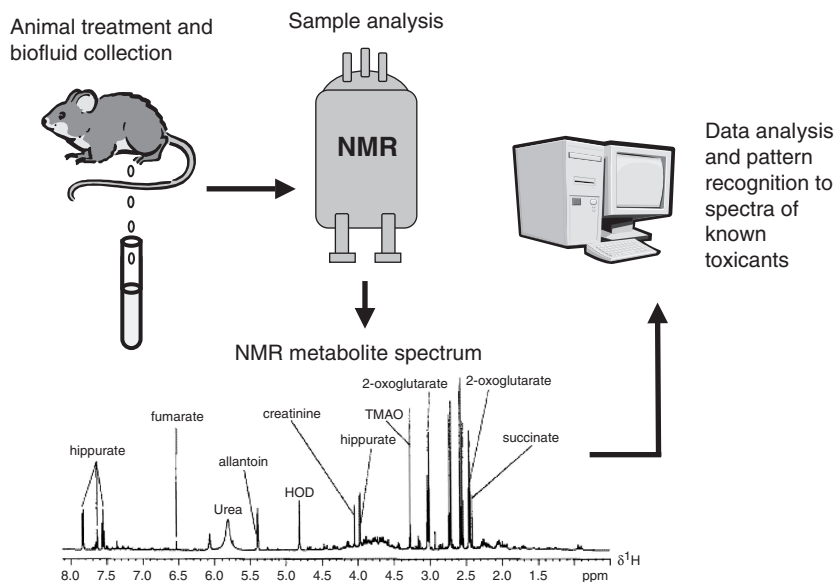 Animal treatment and
biofluid collection
Sample analysis
NMR
Data analysis
and pattern
recognition to
spectra of
known
toxicants
NMR metabolite spectrum
2-oxoglutarate
2-oxoglutarate
fumarate
creatinine
TMAO
hippurate
hippurate
succinate
allantoin
HOD
Urea
δ¹H
8.0 7.5 7.0 6.5 6.0 5.5 5.0 4.5 4.0 3.5 3.0 2.5 2.0 1.5 ppm